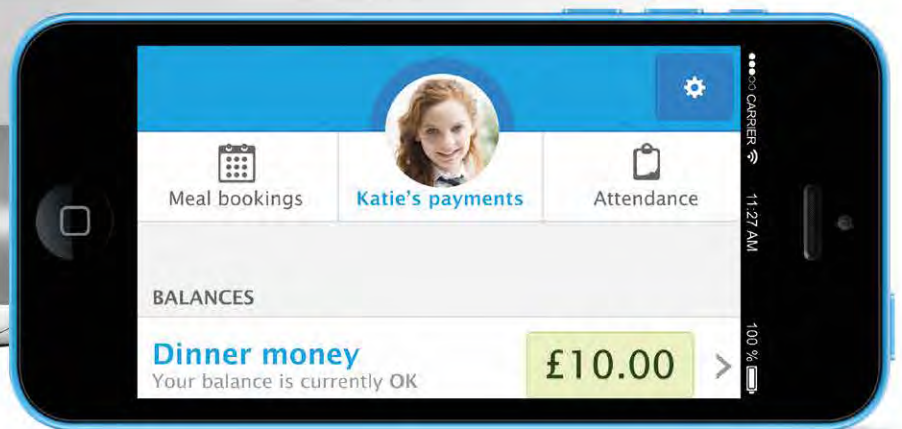 Meal bookings
Katie's payments
Attendance
BALANCES
Dinner money
Your balance is currently OK
£10.00
CARRIER
11:27 AM
100 %